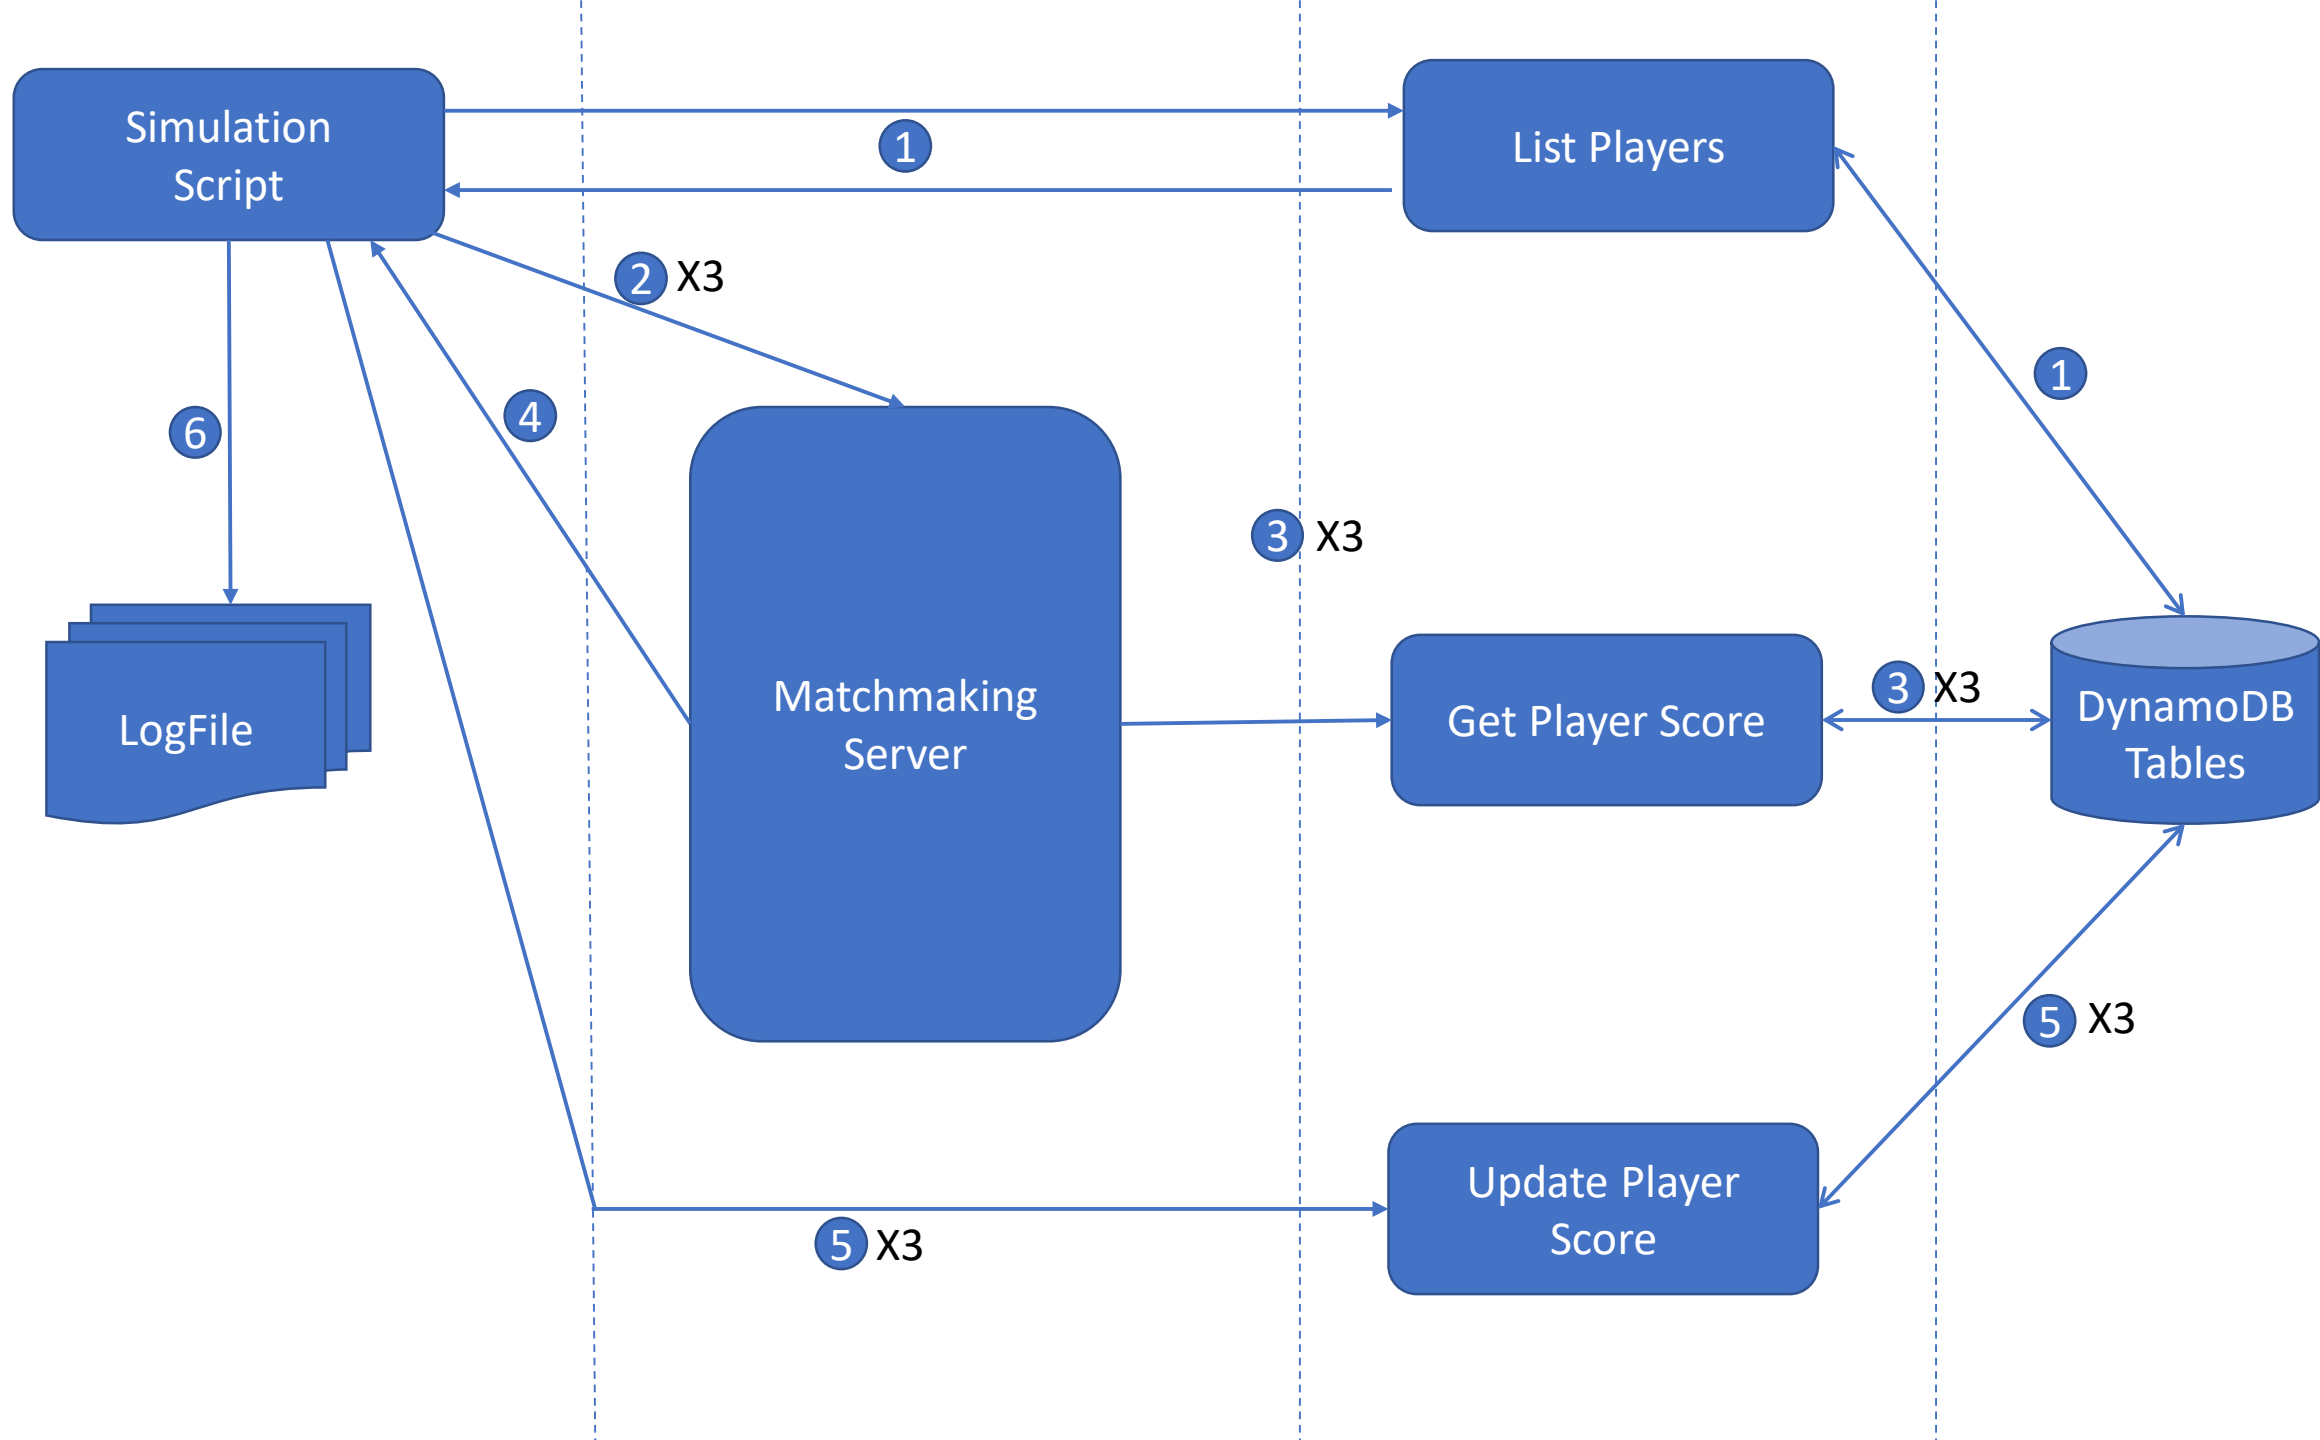 Simulation
Script
1
List Players
2 X3
1
4
6
3 X3
LogFile
Matchmaking
Server
Get Player Score
3 X3
DynamoDB
Tables
5 X3
Update Player
Score
5 X3